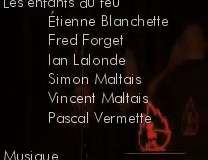 Les enfants du feu
Étienne Blanchette
Fred Forget
Ian Lalonde
Simon Maltais
Vincent Maltais
Pascal Vermette
Musique